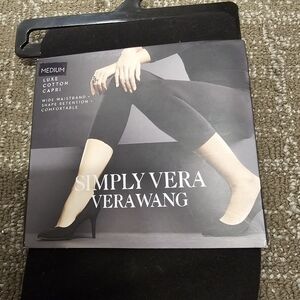 MEDIUM
LUXE
COTTON
CAPRI
WIDE WAISTBAND •
SHAPE RETENTION •
COMFORTABLE
SIMPLY VERA
VERAWANG